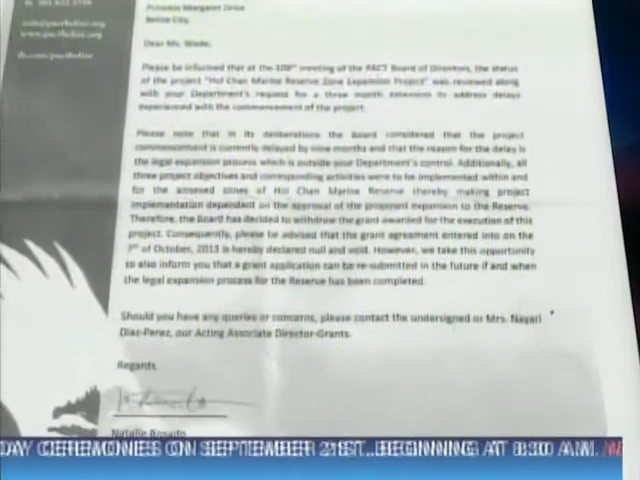 Princess Margaret Drive
Belize City.
www.pactbelize.org
fb.com/pactbelize
Dear Ms. Wade,
Please be informed that at the 108th meeting of the PACT Board of Directors, the status
of the project "Hol Chan Marine Reserve Zone Expansion Project" was reviewed along
with your Department's request for a three month extension to address delays
experienced with the commencement of the project.
Please note that in its deliberations the Board considered that the project
commencement is currently delayed by nine months and that the reason for the delay is
the legal expansion process which is outside your Department's control. Additionally, all
three project objectives and corresponding activities were to be implemented within and
for the annexed zones of Hol Chan Marine Reserve thereby making project
implementation dependant on the approval of the proposed expansion to the Reserve.
Therefore, the Board has decided to withdraw the grant awarded for the execution of this
project. Consequently, please be advised that the grant agreement entered into on the
7th of October, 2013 is hereby declared null and void. However, we take this opportunity
to also inform you that a grant application can be re-submitted in the future if and when
the legal expansion process for the Reserve has been completed.
Should you have any queries or concerns, please contact the undersigned or Mrs. Nayari
Diaz-Perez, our Acting Associate Director-Grants.
Regards,
Natalie Rosado
DAY CEREMONIES ON SEPTEMBER 21ST...BEGINNING AT 8:30 A.M.